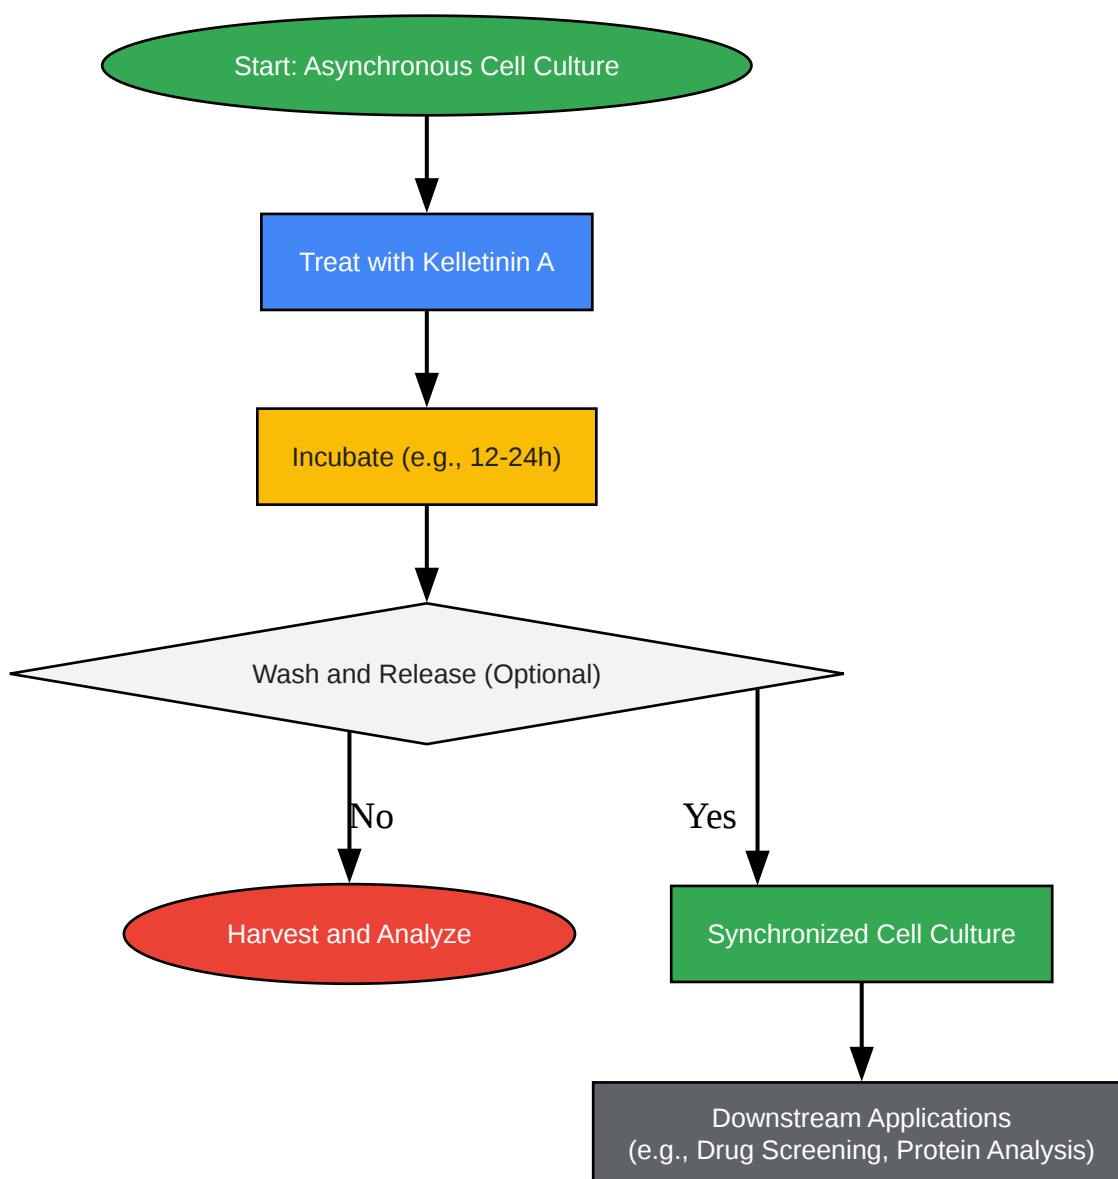 Start: Asynchronous Cell Culture
Treat with Kelletinin A
Incubate (e.g., 12-24h)
Wash and Release (Optional)
No
Yes
Harvest and Analyze
Synchronized Cell Culture
Downstream Applications
(e.g., Drug Screening, Protein Analysis)